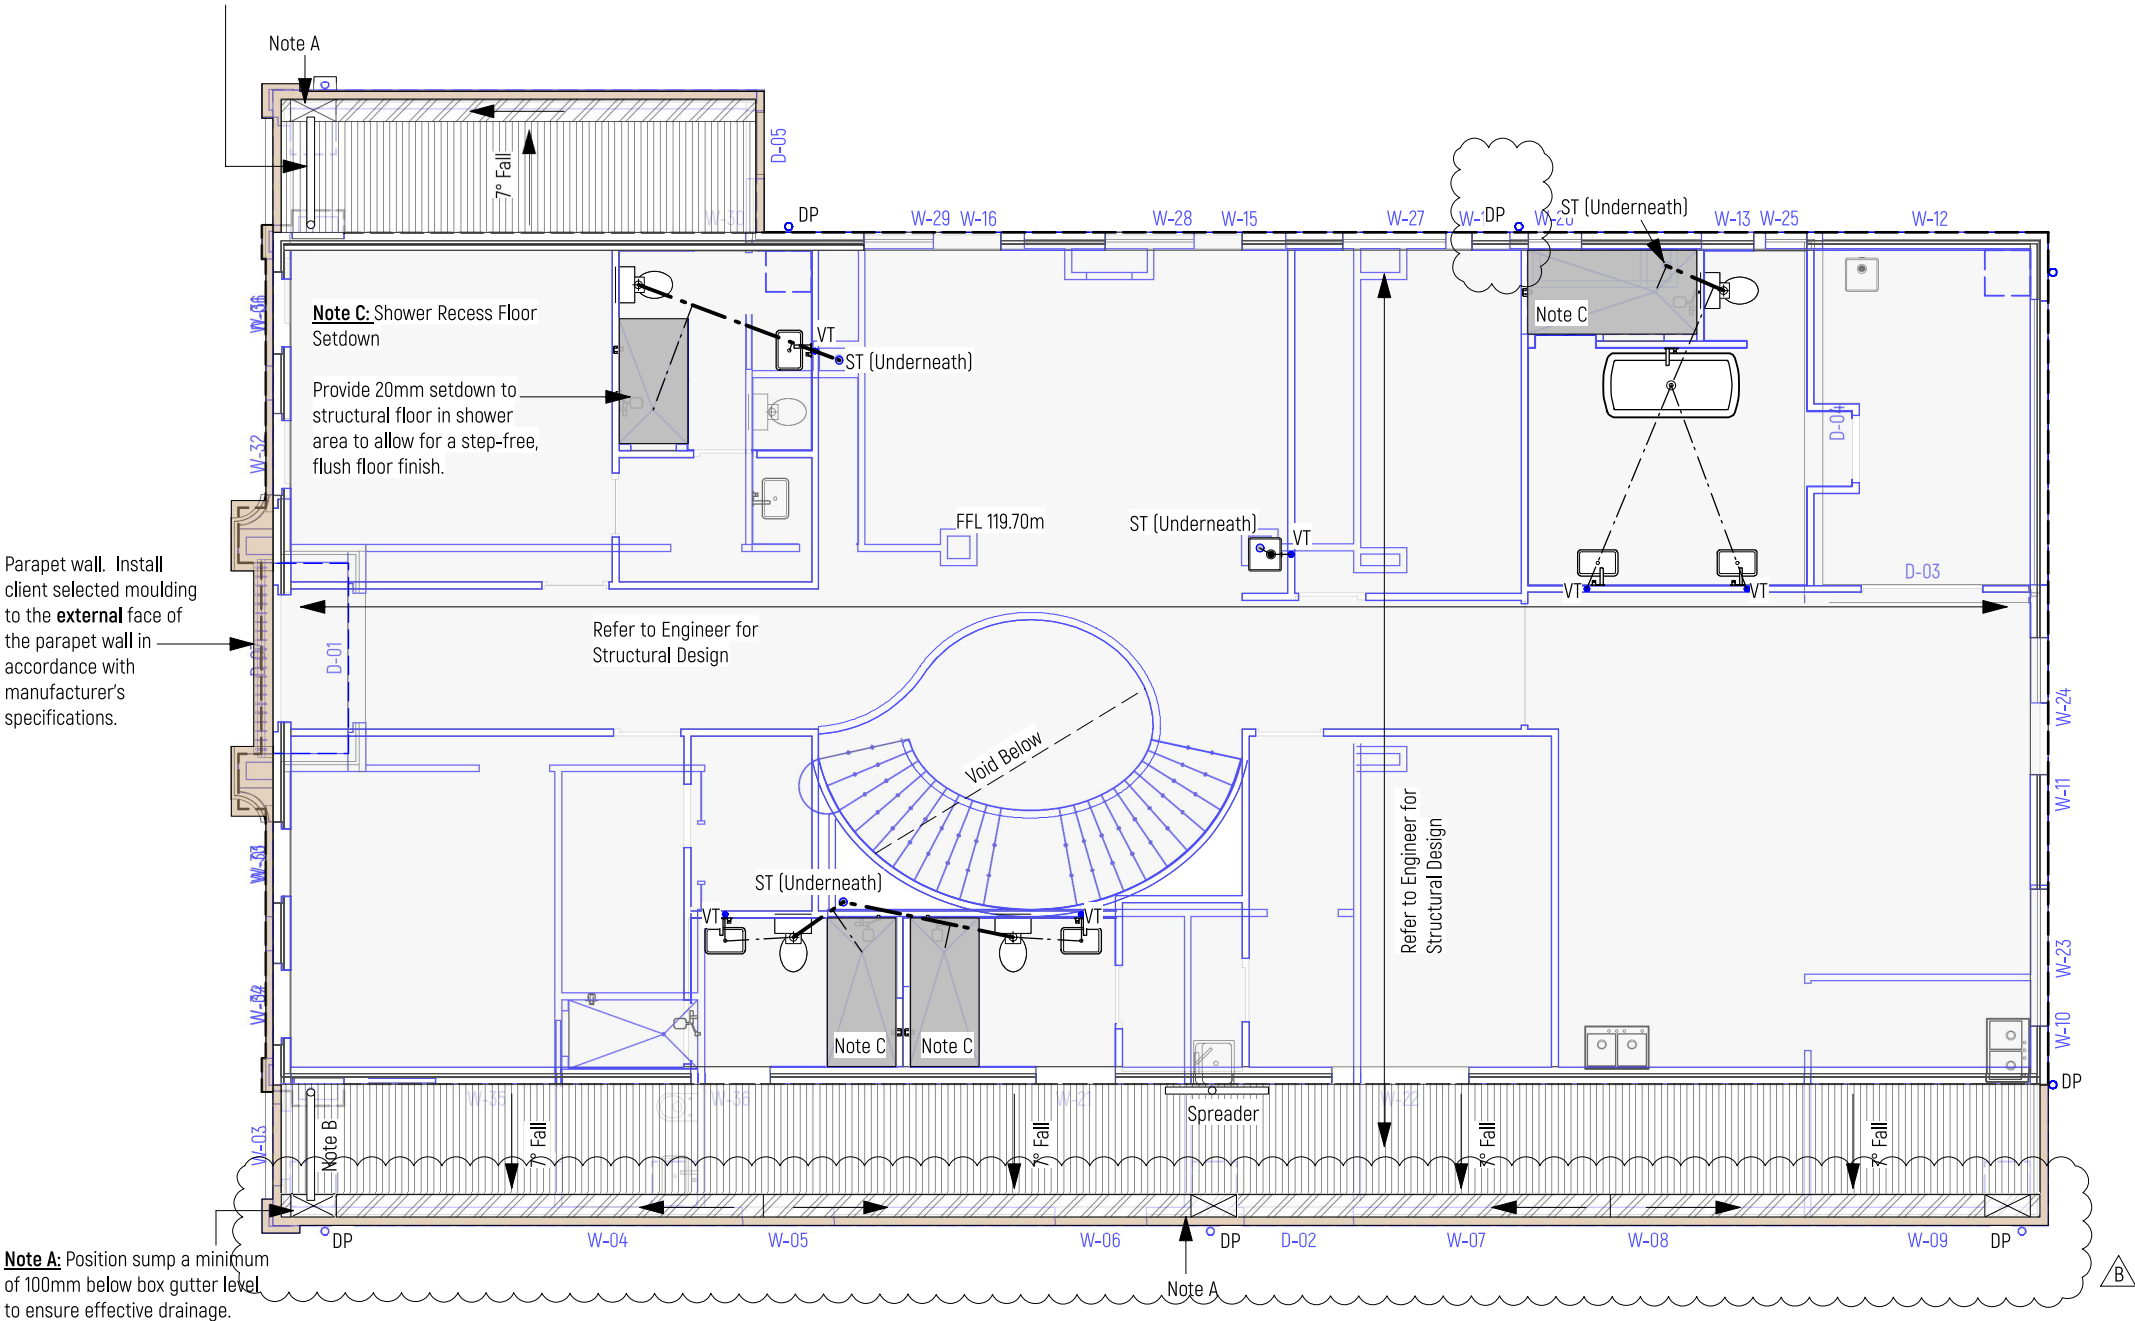 Note A
D-05
7° Fall
W-30
DP
W-29
W-16
W-28
W-15
W-27
DP
ST (Underneath)
W-13
W-25
W-12
Note C: Shower Recess Floor
Setdown
Provide 20mm setdown to
structural floor in shower
area to allow for a step-free,
flush floor finish.
VT
ST (Underneath)
Note C
W-32
D-04
FFL 119.70m
ST (Underneath)
VT
VT
VT
D-03
Parapet wall. Install
client selected moulding
to the external face of
the parapet wall in
accordance with
manufacturer's
specifications.
D-01
Refer to Engineer for
Structural Design
Void Below
W-24
W-11
Refer to Engineer for
Structural Design
ST (Underneath)
VT
VT
W-23
W-10
Note C
Note C
DP
W-35
W-36
W-21
W-22
Spreader
W-03
Note B
7° Fall
7° Fall
7° Fall
7° Fall
DP
W-04
W-05
W-06
DP
D-02
W-07
W-08
W-09
DP
Note A: Position sump a minimum
of 100mm below box gutter level
to ensure effective drainage.
Note A
B